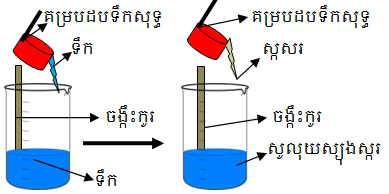 គម្របដបទឹកសុទ្ធ
ទឹក
ចង្កឹះកូរ
ទឹក
គម្របដបទឹកសុទ្ធ
ស្ករស
ចង្កឹះកូរ
សូលុយស្យុងស្ករ